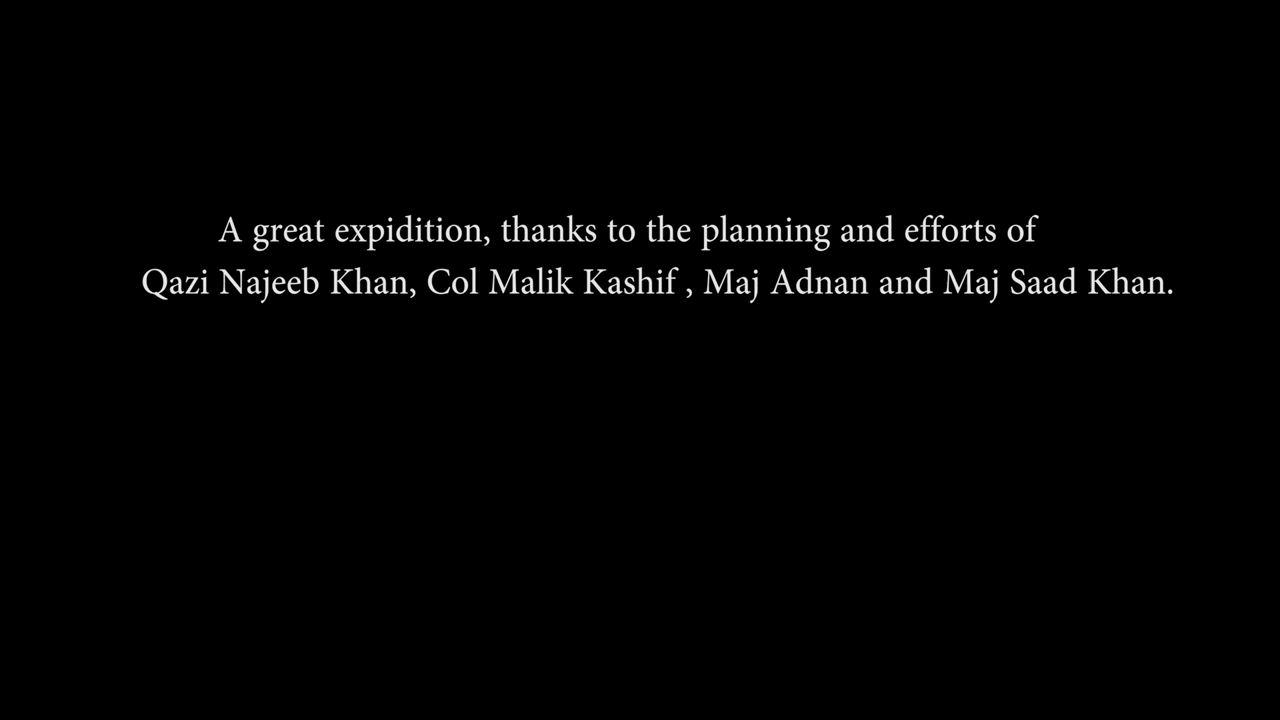 A great expidition, thanks to the planning and efforts of
Qazi Najeeb Khan, Col Malik Kashif , Maj Adnan and Maj Saad Khan.